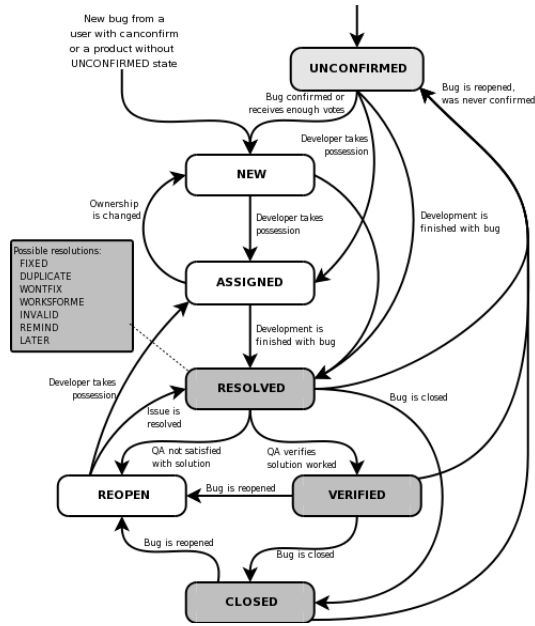 New bug from a
user with canconfirm
or a product without
UNCONFIRMED state
UNCONFIRMED
Bug is reopened,
was never confirmed
Bug confirmed or
receives enough votes
Developer takes
possession
NEW
Ownership
is changed
Developer takes
possession
Development is
finished with bug
Possible resolutions:
FIXED
DUPLICATE
WONTFIX
WORKSFORME
INVALID
REMIND
LATER
ASSIGNED
Development is
finished with bug
Developer takes
possession
RESOLVED
Bug is closed
Issue is
resolved
QA not satisfied
with solution
QA verifies
solution worked
REOPEN
Bug is reopened
VERIFIED
Bug is reopened
Bug is closed
CLOSED